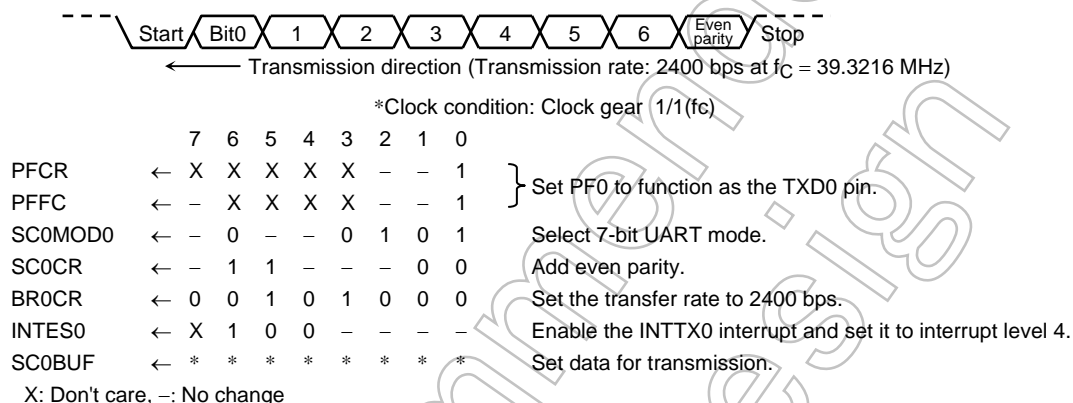 Start Bit0 1 2 3 4 5 6 Even parity Stop
Transmission direction (Transmission rate: 2400 bps at fC = 39.3216 MHz)
*Clock condition: Clock gear 1/1(fc)
7 6 5 4 3 2 1 0
PFCR ← X X X X X – – 1
PFFC ← – X X X X – – 1
Set PF0 to function as the TXD0 pin.
SC0MOD0 ← – 0 – – 0 1 0 1 Select 7-bit UART mode.
SC0CR ← – 1 1 – – – 0 0 Add even parity.
BR0CR ← 0 0 1 0 1 0 0 0 Set the transfer rate to 2400 bps.
INTES0 ← X 1 0 0 – – – – Enable the INTTX0 interrupt and set it to interrupt level 4.
SC0BUF ← * * * * * * * * Set data for transmission.
X: Don't care, –: No change